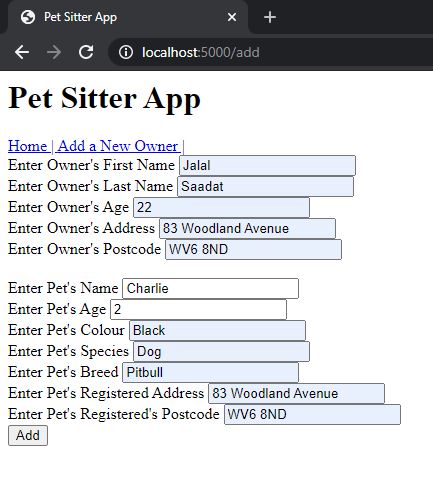 Pet Sitter App
localhost:5000/add
Pet Sitter App
Home | Add a New Owner |
Enter Owner's First Name Jalal
Enter Owner's Last Name Saadat
Enter Owner's Age 22
Enter Owner's Address 83 Woodland Avenue
Enter Owner's Postcode WV6 8ND
Enter Pet's Name Charlie
Enter Pet's Age 2
Enter Pet's Colour Black
Enter Pet's Species Dog
Enter Pet's Breed Pitbull
Enter Pet's Registered Address 83 Woodland Avenue
Enter Pet's Registered's Postcode WV6 8ND
Add